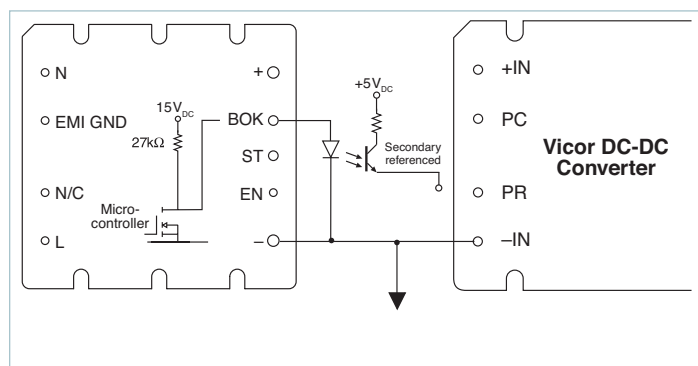 N
EMI GND
N/C
L
15VDC
27kΩ
Micro-
controller
+
BOK
ST
EN
–
+5VDC
Secondary
referenced
+IN
PC
PR
–IN
Vicor DC-DC
Converter